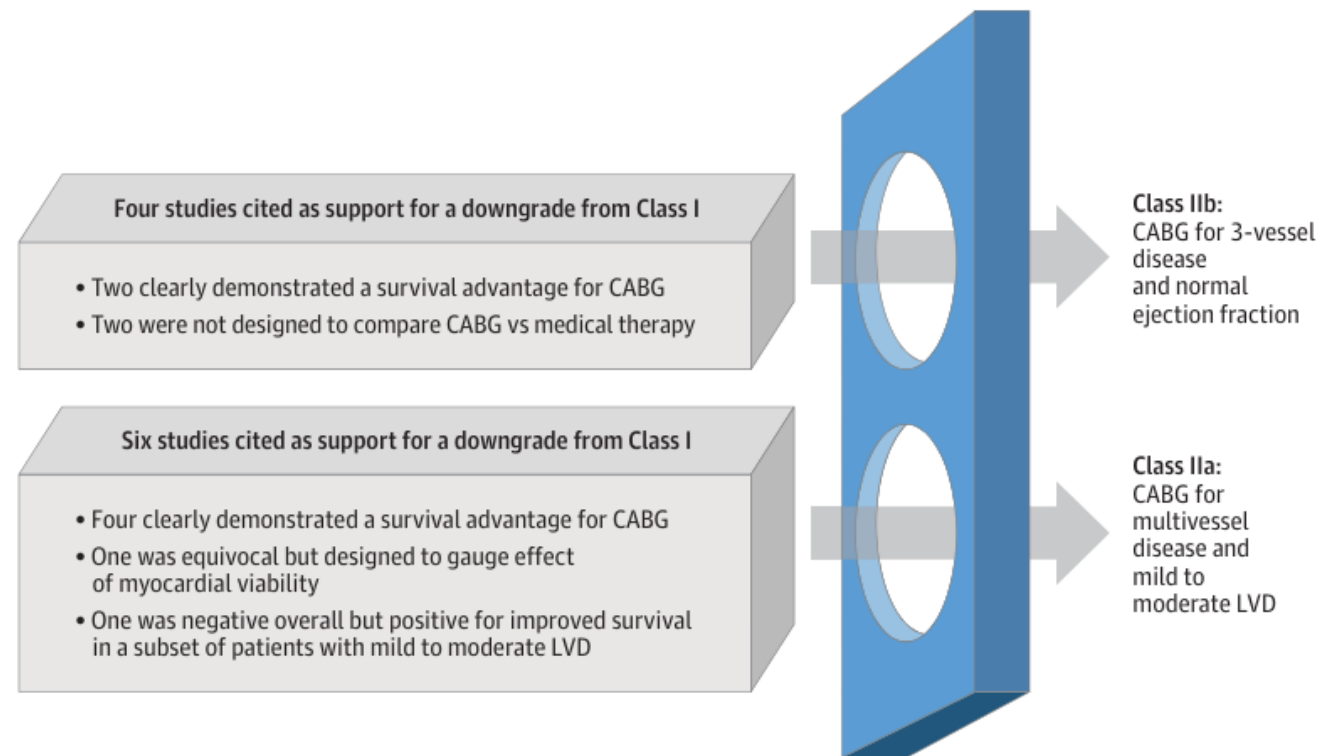 Four studies cited as support for a downgrade from Class I
• Two clearly demonstrated a survival advantage for CABG
• Two were not designed to compare CABG vs medical therapy
Class IIb:
CABG for 3-vessel
disease
and normal
ejection fraction
Six studies cited as support for a downgrade from Class I
• Four clearly demonstrated a survival advantage for CABG
• One was equivocal but designed to gauge effect
of myocardial viability
• One was negative overall but positive for improved survival
in a subset of patients with mild to moderate LVD
Class IIa:
CABG for
multivessel
disease and
mild to
moderate LVD